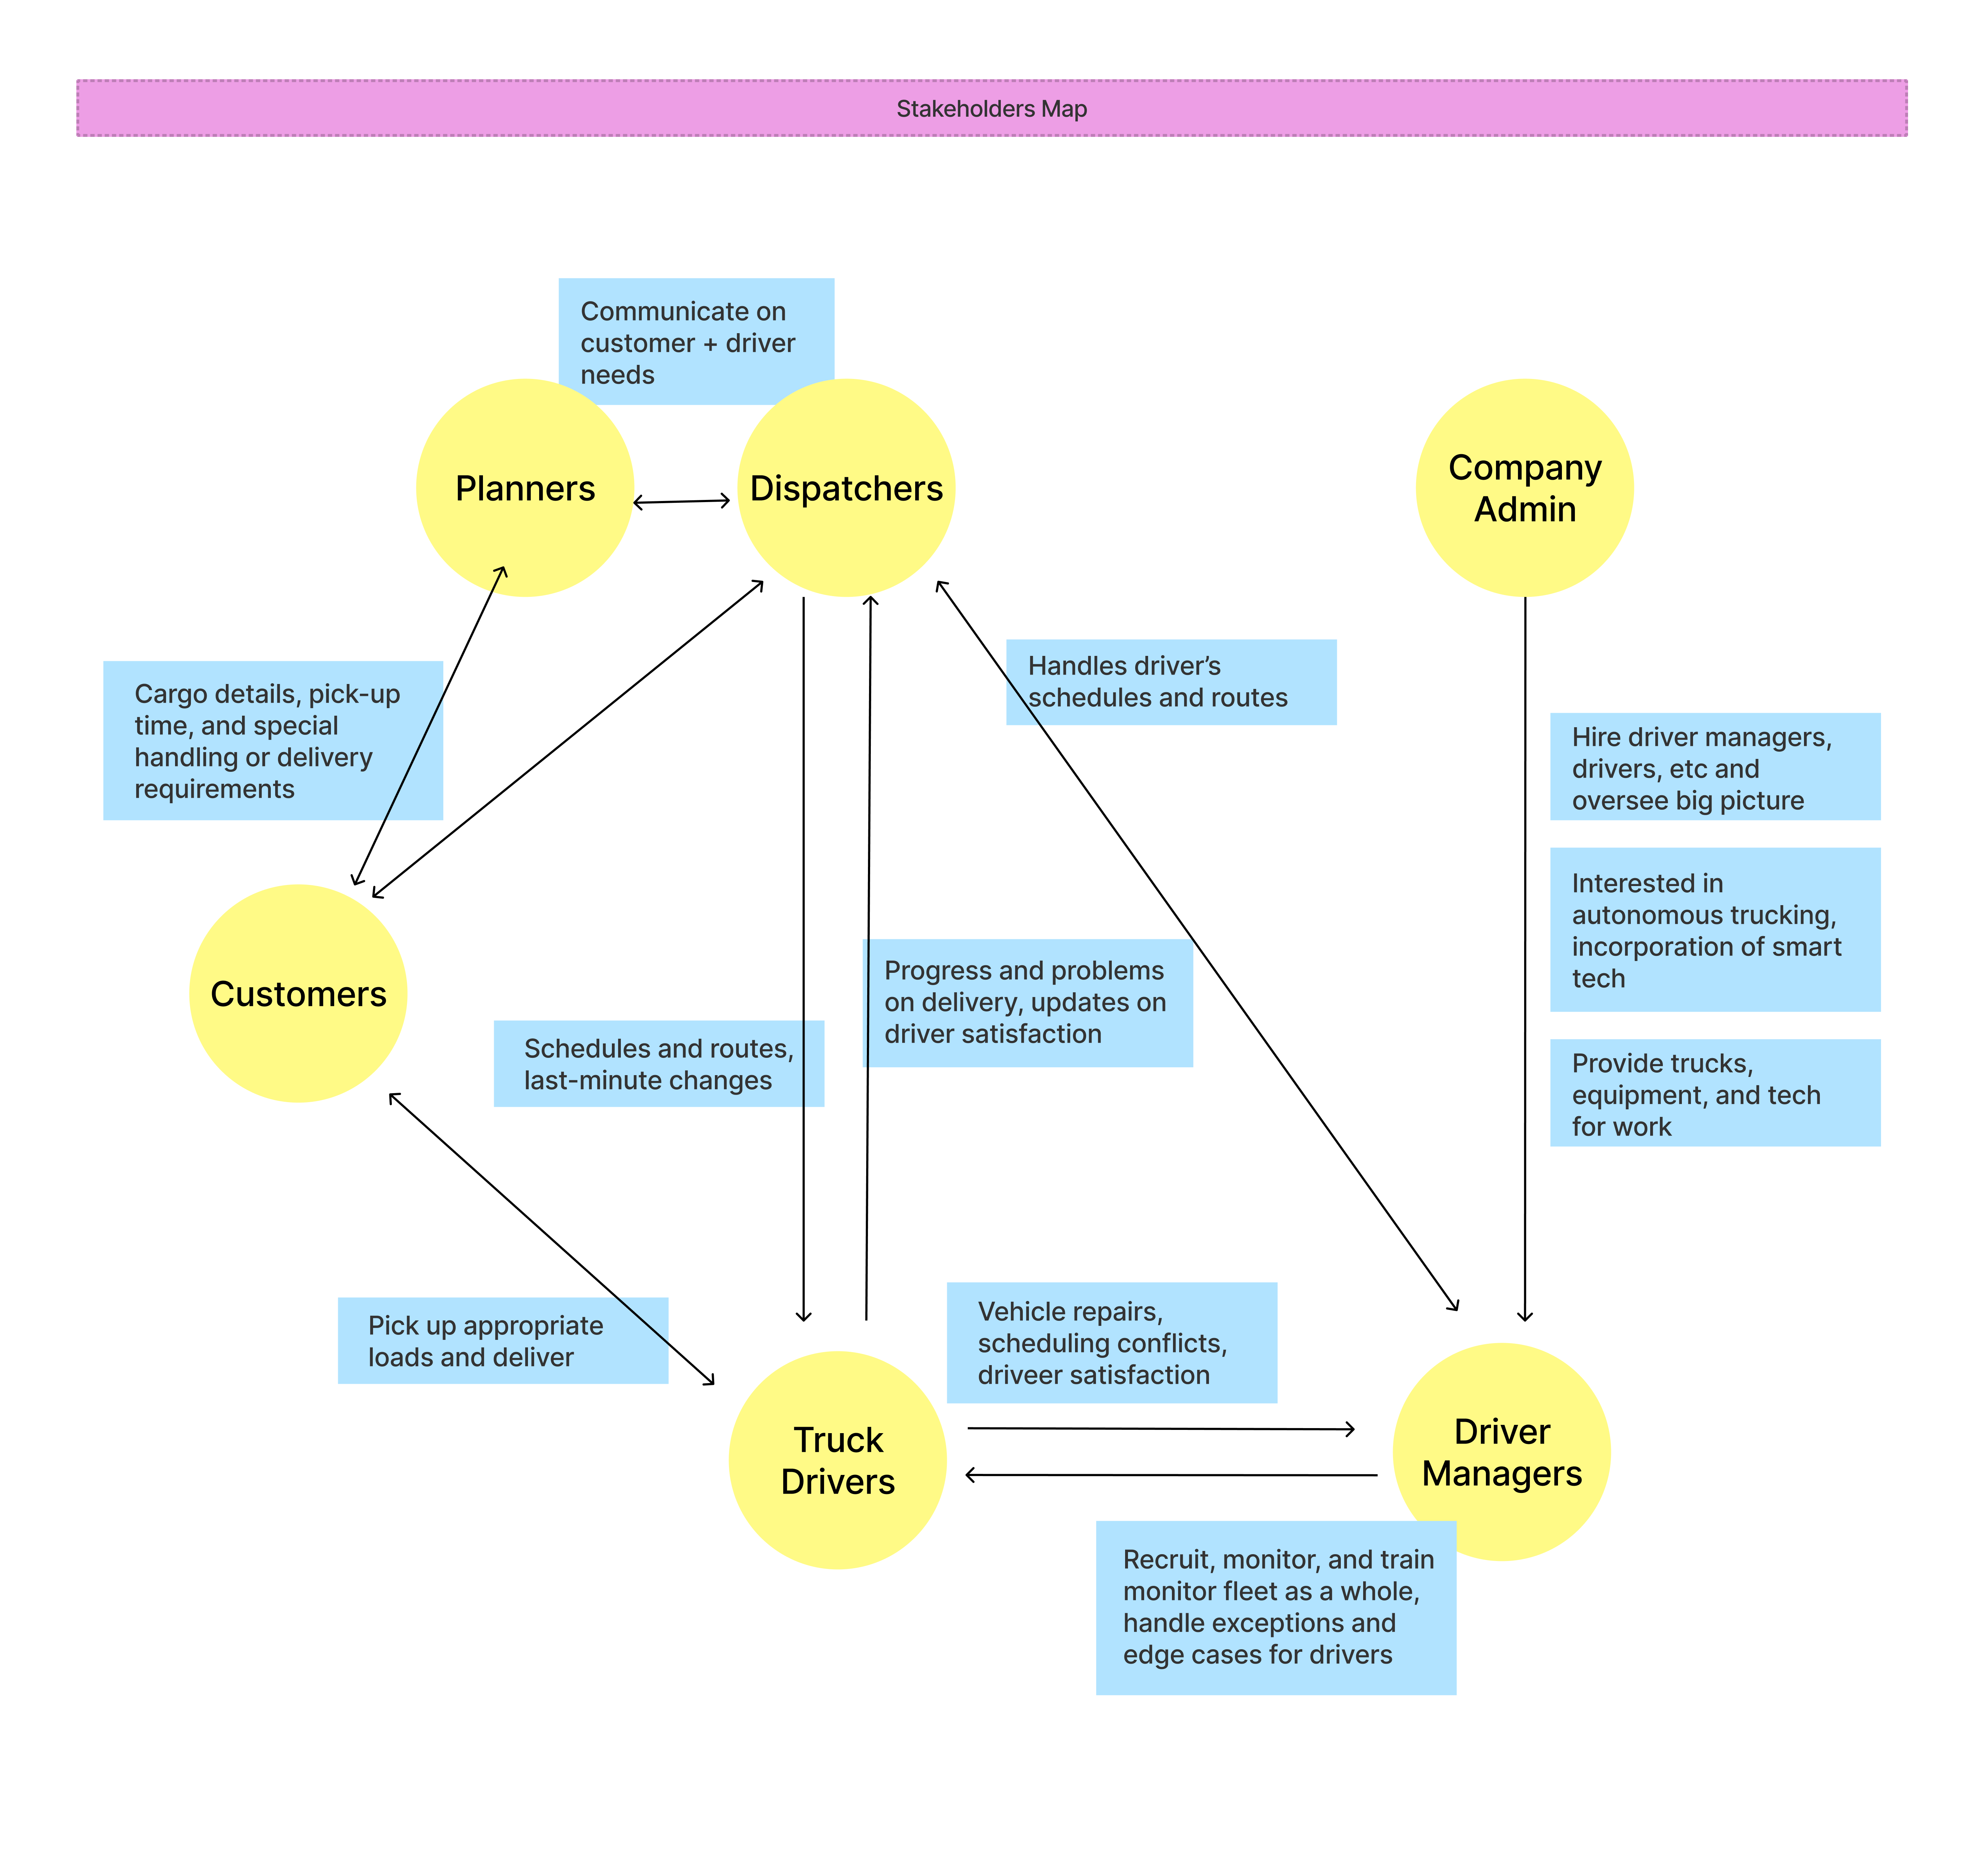 Stakeholders Map
Communicate on
customer + driver
needs
Planners
Dispatchers
Company
Admin
Handles driver’s
schedules and routes
Cargo details, pick-up
time, and special
handling or delivery
requirements
Hire driver managers,
drivers, etc and
oversee big picture
Interested in
autonomous trucking,
incorporation of smart
tech
Customers
Progress and problems
on delivery, updates on
driver satisfaction
Schedules and routes,
last-minute changes
Provide trucks,
equipment, and tech
for work
Pick up appropriate
loads and deliver
Vehicle repairs,
scheduling conflicts,
driveer satisfaction
Truck
Drivers
Driver
Managers
Recruit, monitor, and train
monitor fleet as a whole,
handle exceptions and
edge cases for drivers